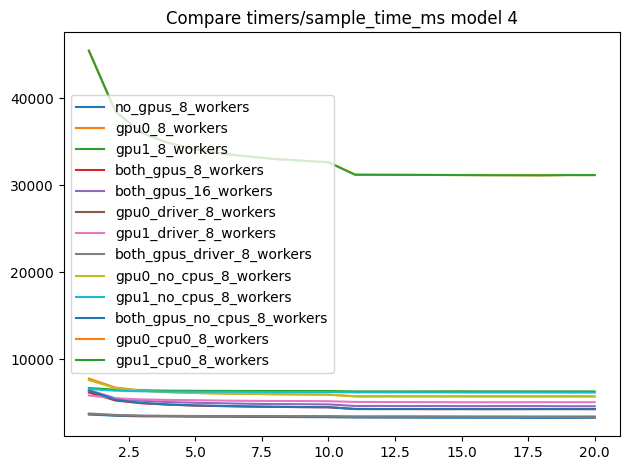 Compare timers/sample_time_ms model 4
40000
30000
20000
10000
no_gpus_8_workers
gpu0_8_workers
gpu1_8_workers
both_gpus_8_workers
both_gpus_16_workers
gpu0_driver_8_workers
gpu1_driver_8_workers
both_gpus_driver_8_workers
gpu0_no_cpus_8_workers
gpu1_no_cpus_8_workers
both_gpus_no_cpus_8_workers
gpu0_cpu0_8_workers
gpu1_cpu0_8_workers
2.5 5.0 7.5 10.0 12.5 15.0 17.5 20.0